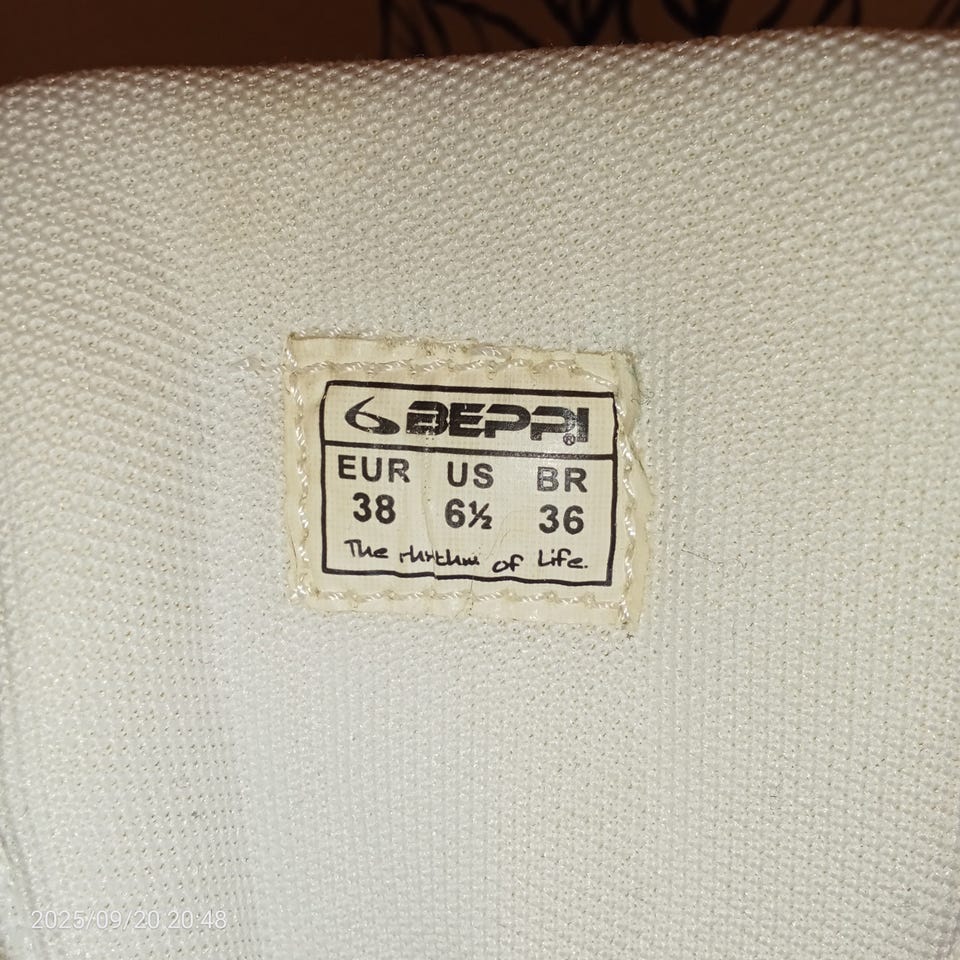 BEPPI®
EUR US BR
38 6½ 36
The rhythm of Life.
2025/09/20 20:48